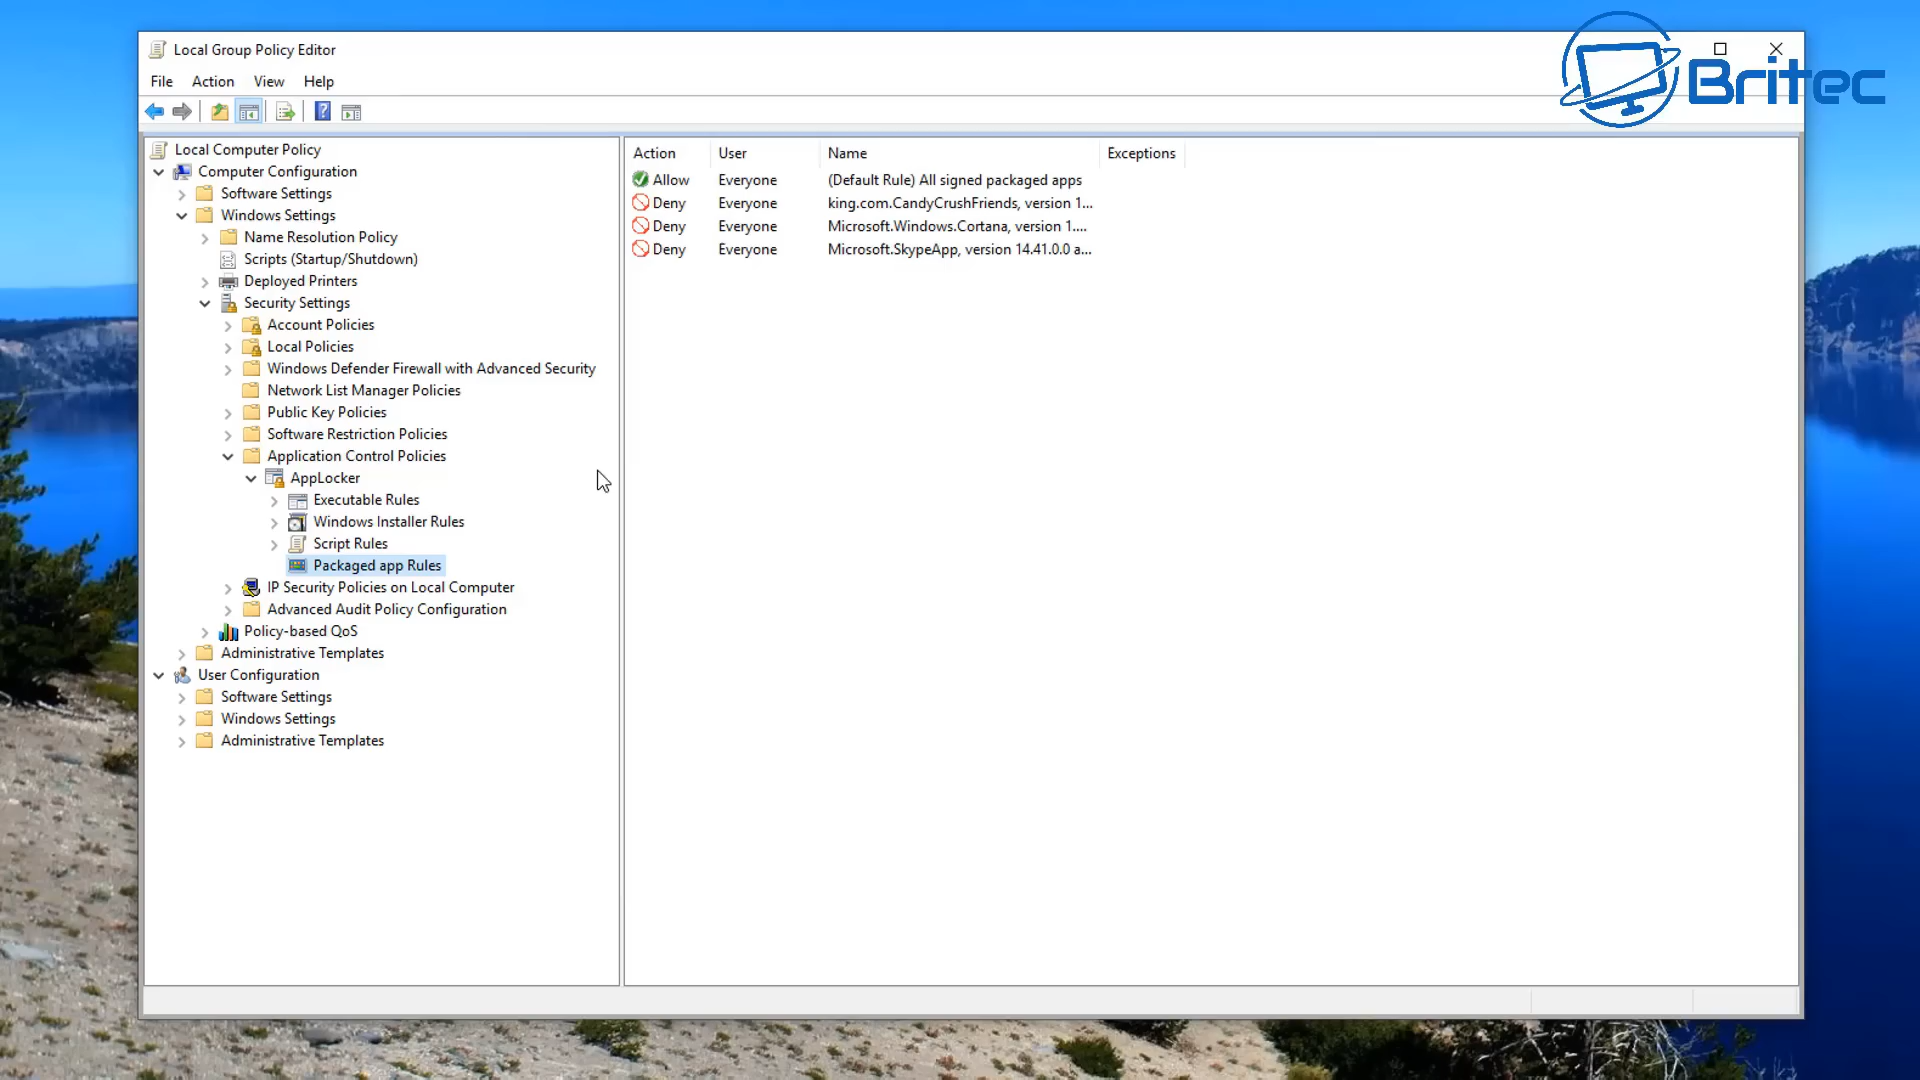 Local Group Policy Editor
Britec
File Action View Help
Local Computer Policy
Computer Configuration
Software Settings
Windows Settings
Name Resolution Policy
Scripts (Startup/Shutdown)
Deployed Printers
Security Settings
Account Policies
Local Policies
Windows Defender Firewall with Advanced Security
Network List Manager Policies
Public Key Policies
Software Restriction Policies
Application Control Policies
AppLocker
Executable Rules
Windows Installer Rules
Script Rules
Packaged app Rules
IP Security Policies on Local Computer
Advanced Audit Policy Configuration
Policy-based QoS
Administrative Templates
User Configuration
Software Settings
Windows Settings
Administrative Templates
Action User Name Exceptions
Allow Everyone (Default Rule) All signed packaged apps
Deny Everyone king.com.CandyCrushFriends, version 1...
Deny Everyone Microsoft.Windows.Cortana, version 1....
Deny Everyone Microsoft.SkypeApp, version 14.41.0.0 a...